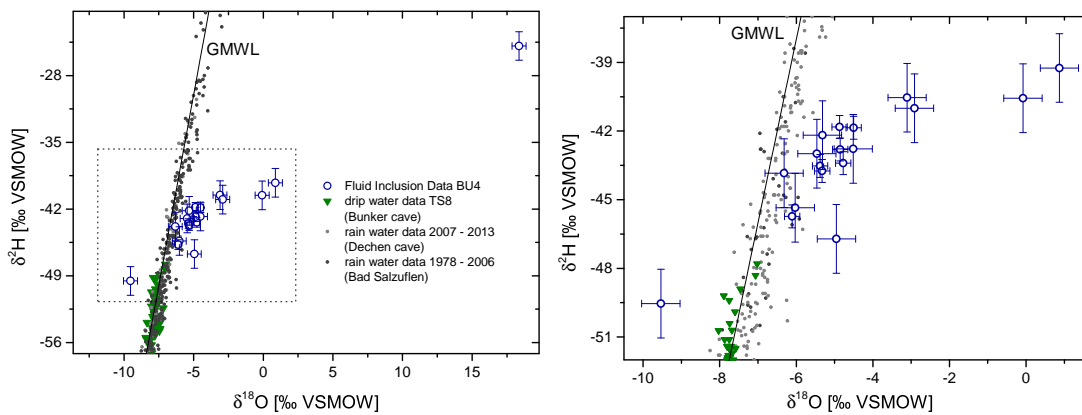 GMWL
-28
-35
-42
-49
-56
δ²H [‰ VSMOW]
Fluid Inclusion Data BU4
drip water data TS8
(Bunker cave)
rain water data 2007 - 2013
(Dechen cave)
rain water data 1978 - 2006
(Bad Salzuflen)
-10
-5
0
5
10
15
δ¹⁸O [‰ VSMOW]
GMWL
-39
-42
-45
-48
-51
δ²H [‰ VSMOW]
-10
-8
-6
-4
-2
0
δ¹⁸O [‰ VSMOW]